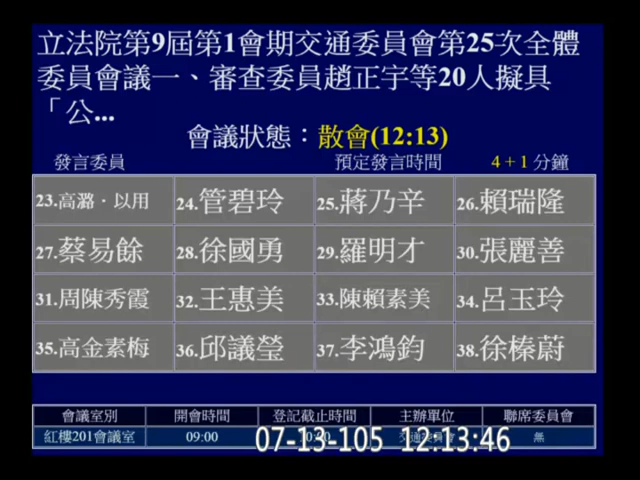 立法院第9屆第1會期交通委員會第25次全體
委員會議一、審查委員趙正宇等20人擬具
「公...
會議狀態：散會(12:13)
發言委員 預定發言時間 4 + 1 分鐘
23.高潞．以用 24.管碧玲 25.蔣乃辛 26.賴瑞隆
27.蔡易餘 28.徐國勇 29.羅明才 30.張麗善
31.周陳秀霞 32.王惠美 33.陳賴素美 34.呂玉玲
35.高金素梅 36.邱議瑩 37.李鴻鈞 38.徐榛蔚
會議室別 開會時間 登記截止時間 主辦單位 聯席委員會
紅樓201會議室 09:00 無
07-13-105 12:13:46